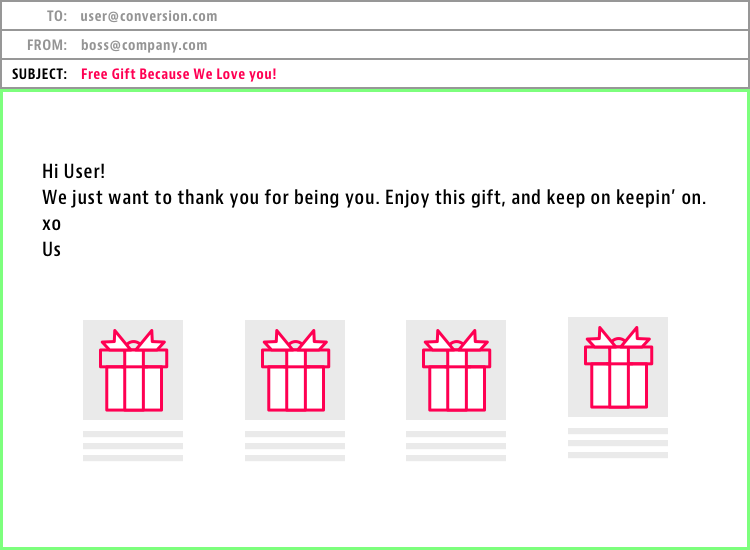 TO: user@conversion.com
FROM: boss@company.com
SUBJECT: Free Gift Because We Love you!
Hi User!
We just want to thank you for being you. Enjoy this gift, and keep on keepin’ on.
xo
Us